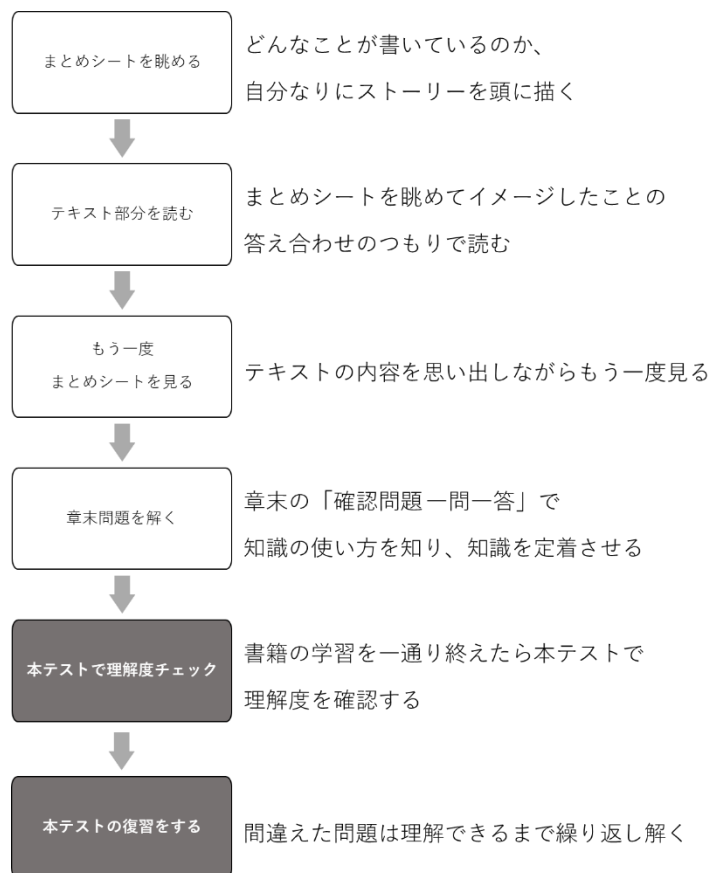 まとめシートを眺める
どんなことが書いているのか、
自分なりにストーリーを頭に描く
テキスト部分を読む
まとめシートを眺めてイメージしたことの
答え合わせのつもりで読む
もう一度
まとめシートを見る
テキストの内容を思い出しながらもう一度見る
章末問題を解く
章末の「確認問題 一問一答」で
知識の使い方を知り、知識を定着させる
本テストで理解度チェック
書籍の学習を一通り終えたら本テストで
理解度を確認する
本テストの復習をする
間違えた問題は理解できるまで繰り返し解く